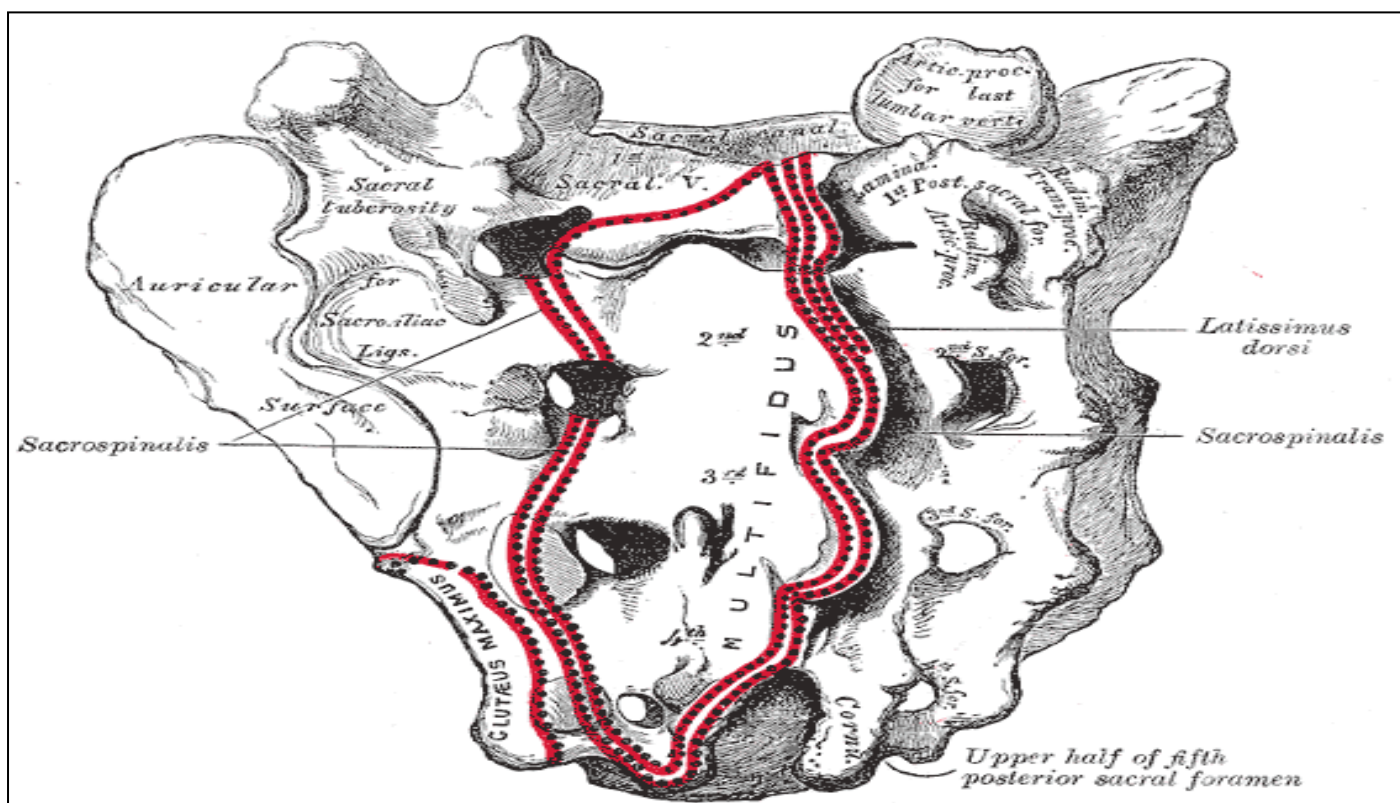 Artic. proc.
for last
lumbar vert.
Sacral canal
1st
Sacral. V.
Sacral
tuberosity
Lamina.
1st Post. sacral for.
Rudim.
Trans. proc.
Rudim.
Artic. proc.
Auricular
Surface
for
Sacro.iliac
Ligs.
2nd
3rd
4th
MULTIFIDUS
Latissimus
dorsi
2nd S. for.
Sacrospinalis
Sacrospinalis
3rd S. for.
GLUTÆUS MAXIMUS
Cornu.
S. for.
Upper half of fifth
posterior sacral foramen